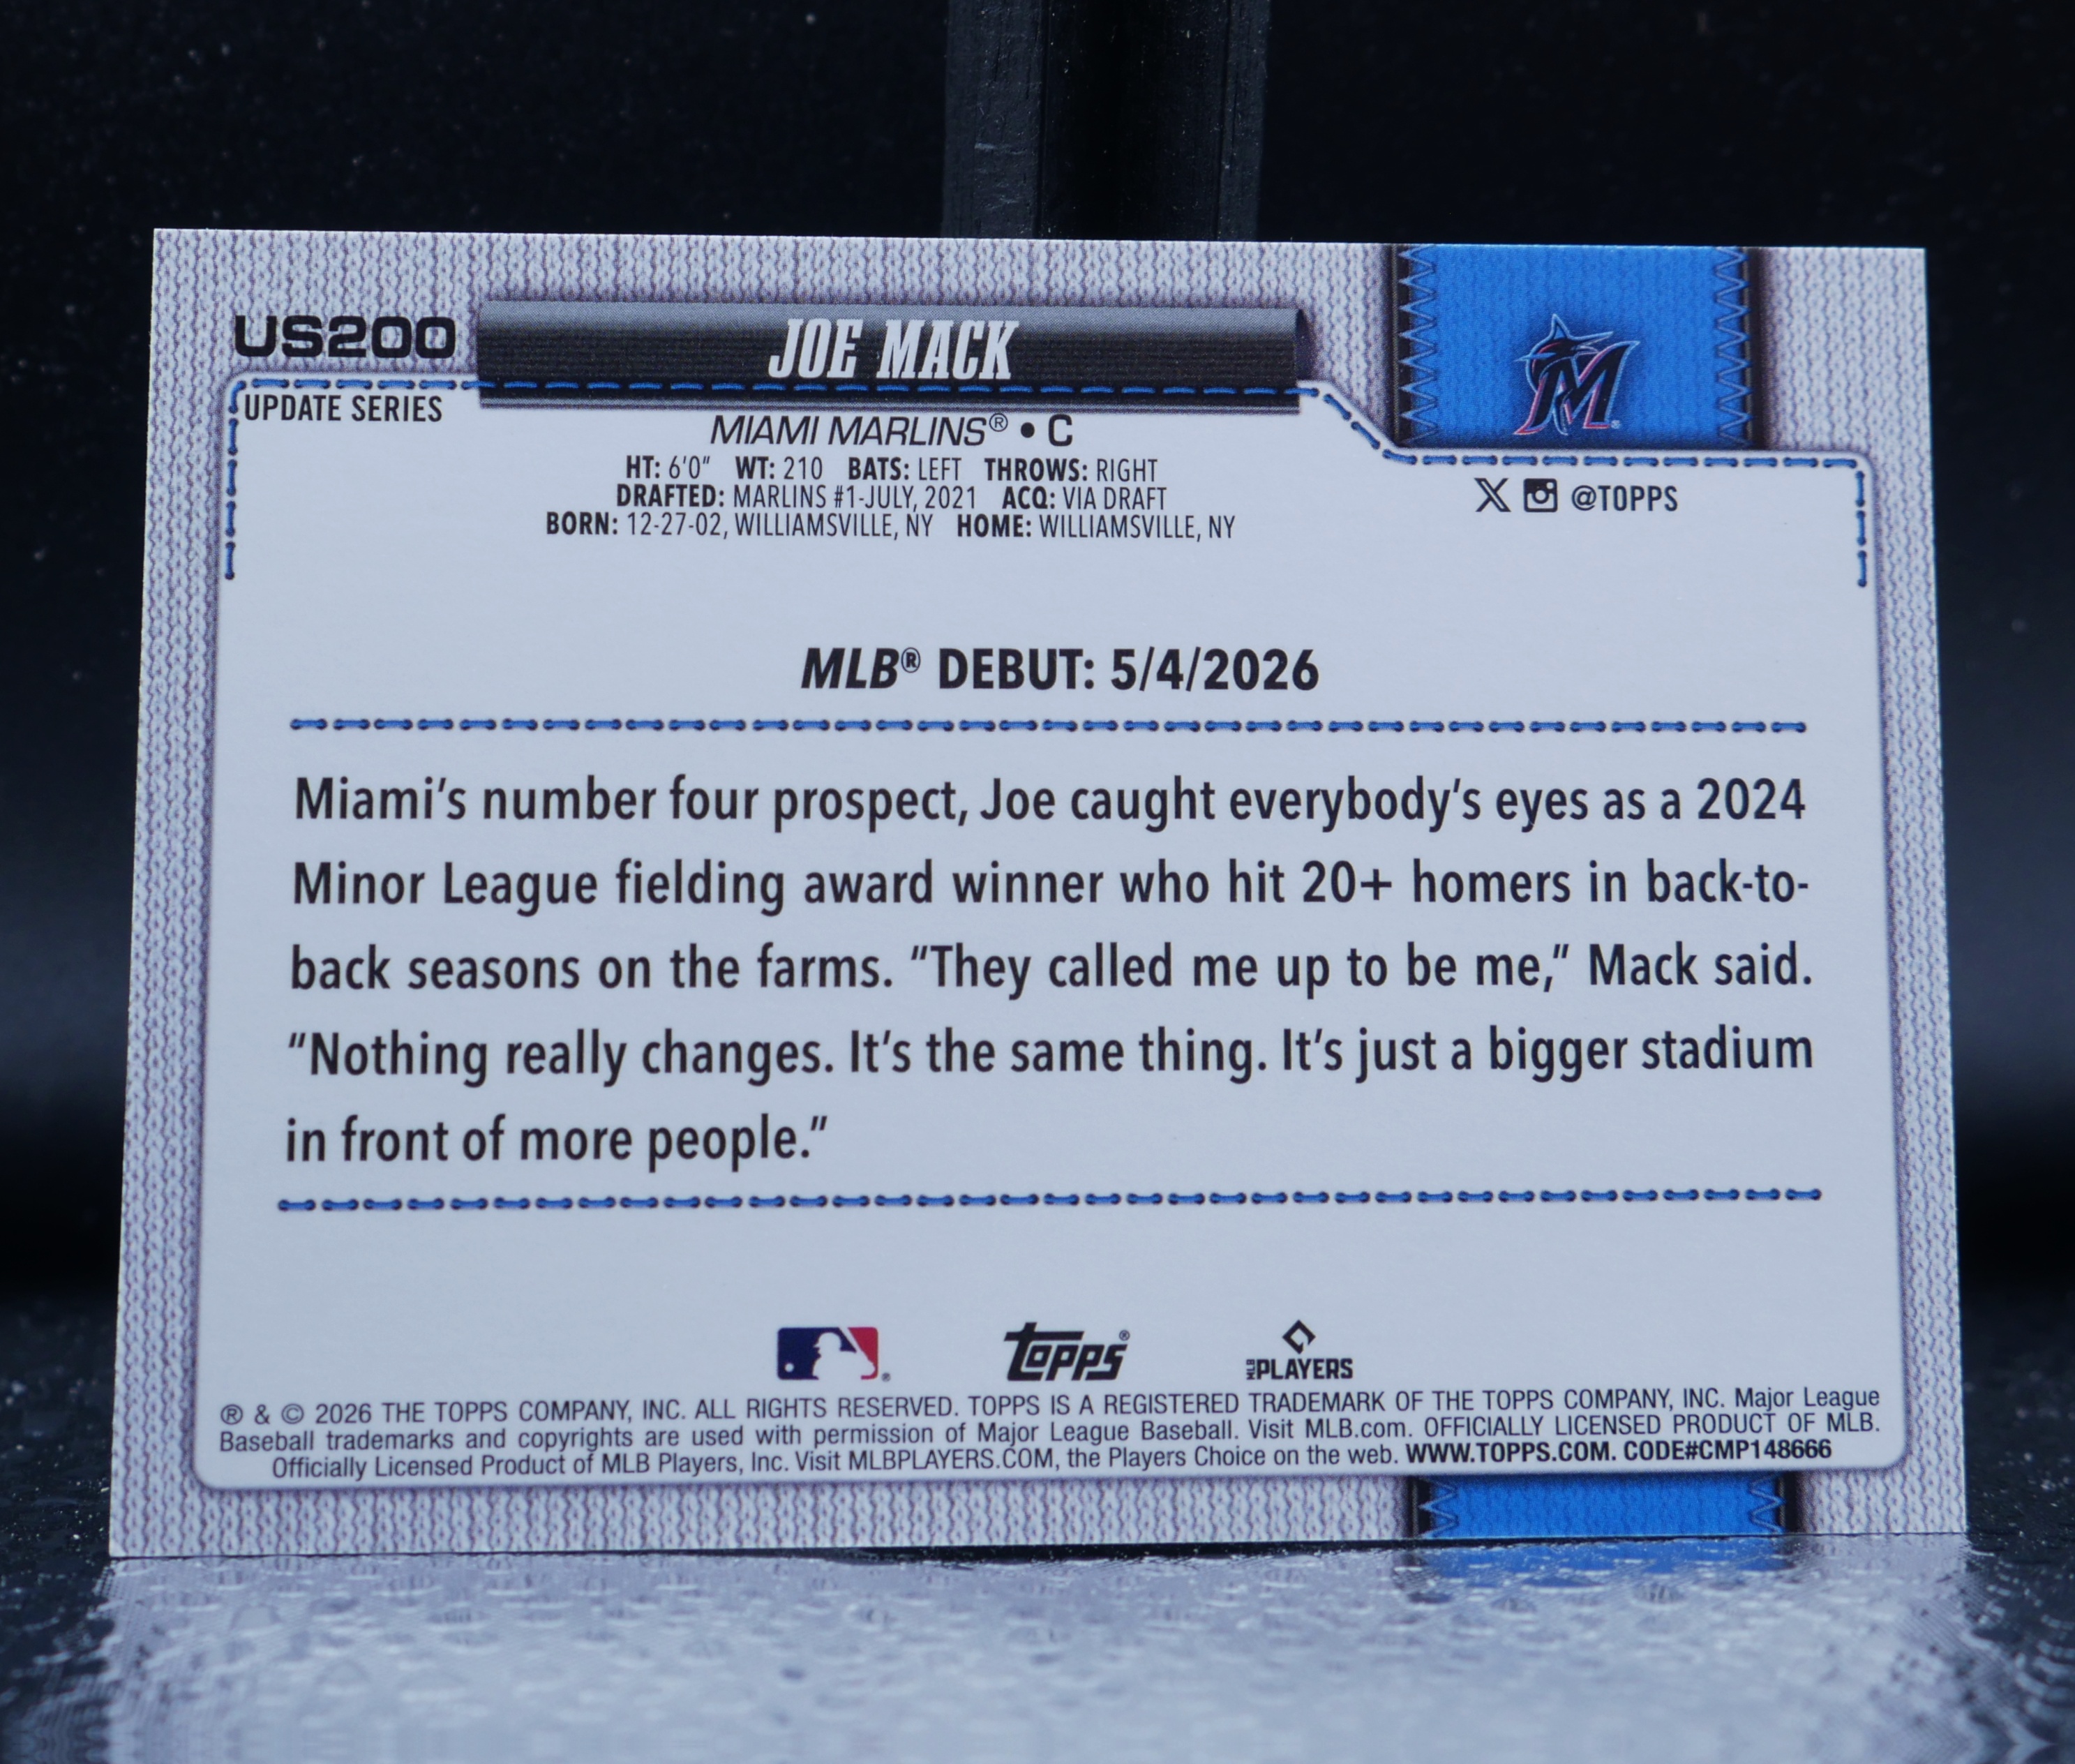 US200
JOE MACK
UPDATE SERIES
MIAMI MARLINS® • C
HT: 6'0" WT: 210 BATS: LEFT THROWS: RIGHT
DRAFTED: MARLINS #1-JULY, 2021 ACQ: VIA DRAFT
BORN: 12-27-02, WILLIAMSVILLE, NY HOME: WILLIAMSVILLE, NY
M
X @TOPPS
MLB® DEBUT: 5/4/2026
Miami's number four prospect, Joe caught everybody's eyes as a 2024
Minor League fielding award winner who hit 20+ homers in back-to-
back seasons on the farms. "They called me up to be me," Mack said.
"Nothing really changes. It's the same thing. It's just a bigger stadium
in front of more people."
topps®
MLB PLAYERS
® & © 2026 THE TOPPS COMPANY, INC. ALL RIGHTS RESERVED. TOPPS IS A REGISTERED TRADEMARK OF THE TOPPS COMPANY, INC. Major League
Baseball trademarks and copyrights are used with permission of Major League Baseball. Visit MLB.com. OFFICIALLY LICENSED PRODUCT OF MLB.
Officially Licensed Product of MLB Players, Inc. Visit MLBPLAYERS.COM, the Players Choice on the web. WWW.TOPPS.COM. CODE#CMP148666